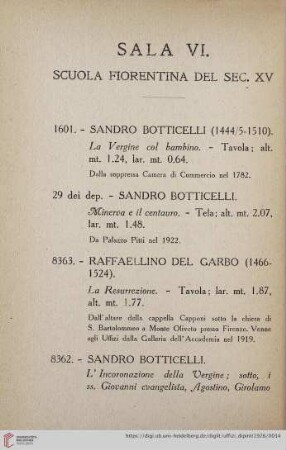 SALA VI.
SCUOLA FIORENTINA DEL SEC. XV
1601. - SANDRO BOTTICELLI (1444/5-1510).
La Vergine col bambino. - Tavola; alt.
mt. 1.24, lar. mt. 0.64.
Dalla soppressa Camera di Commercio nel 1782.
29 dei dep. - SANDRO BOTTICELLI.
Minerva e il centauro. - Tela; alt. mt. 2.07,
lar. mt. 1.48.
Da Palazzo Pitti nel 1922.
8363. - RAFFAELLINO DEL GARBO (1466-
1524).
La Resurrezione. - Tavola; lar. mt. 1.87,
alt. mt. 1.77.
Dall'altare della cappella Capponi sotto la chiesa di
S. Bartolommeo a Monte Oliveto presso Firenze. Venne
agli Uffizi dalla Galleria dell'Accademia nel 1919.
8362. - SANDRO BOTTICELLI.
L'Incoronazione della Vergine; sotto, i
ss. Giovanni evangelista, Agostino, Girolamo
UNIVERSITÄTS-
BIBLIOTHEK
HEIDELBERG